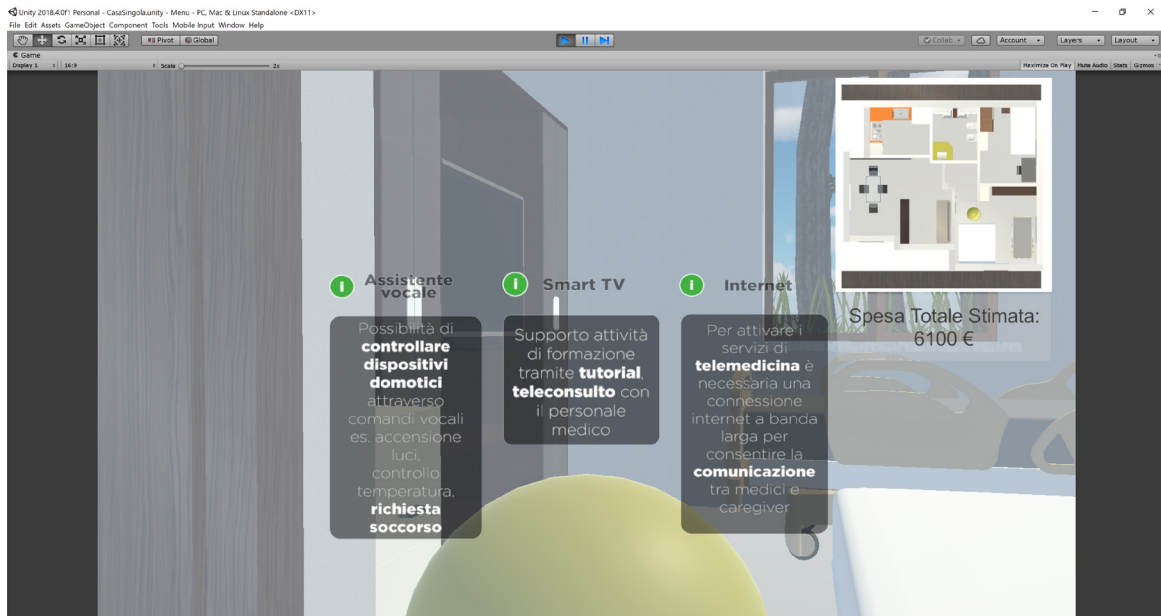 Unity 2018.4.0f1 Personal - CasaSingola.unity - Menu - PC, Mac & Linux Standalone <DX11>
File Edit Assets GameObject Component Tools Mobile Input Window Help
Pivot Global Collab Account Layers Layout
Game
Display 1 16:9 Scale 2x Maximize On Play Mute Audio Stats Gizmos
Spesa Totale Stimata:
6100 €
i Assistente
vocale
Possibilità di
controllare
dispositivi
domotici
attraverso
comandi vocali
es. accensione
luci,
controllo
temperatura,
richiesta
soccorso
i Smart TV
Supporto attività
di formazione
tramite tutorial,
teleconsulto con
il personale
medico
i Internet
Per attivare i
servizi di
telemedicina è
necessaria una
connessione
internet a banda
larga per
consentire la
comunicazione
tra medici e
caregiver